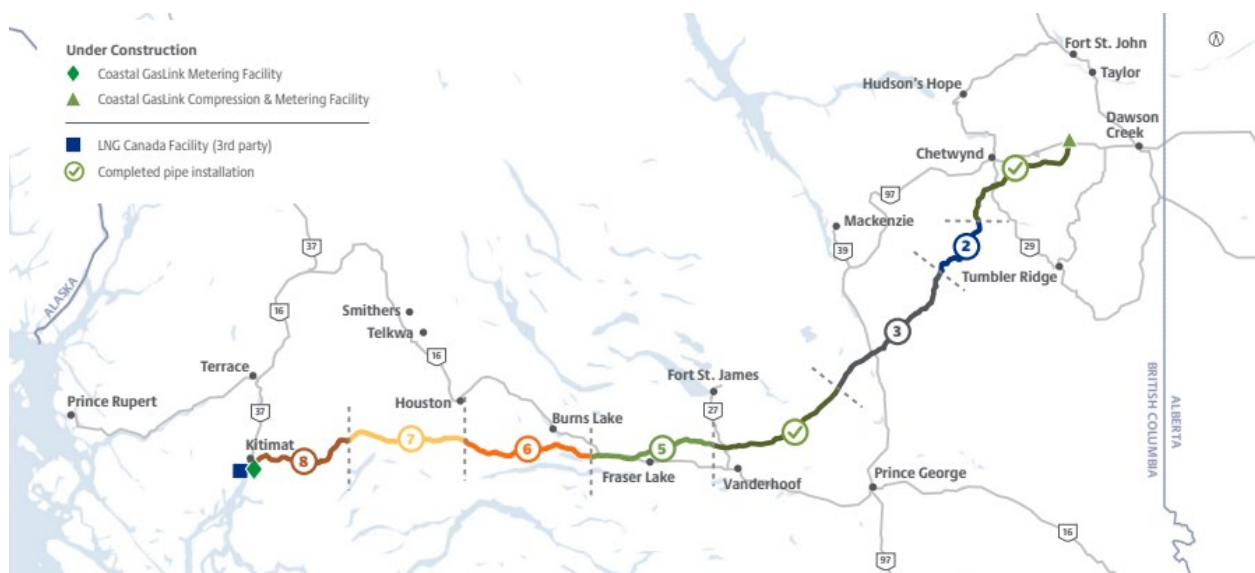 Under Construction
Coastal GasLink Metering Facility
Coastal GasLink Compression & Metering Facility
LNG Canada Facility (3rd party)
Completed pipe installation
Fort St. John
Taylor
Hudson's Hope
Dawson
Creek
Chetwynd
97
Mackenzie
39
2
29
Tumbler Ridge
37
ALASKA
16
Smithers
Telkwa
16
3
Terrace
Fort St. James
27
Prince Rupert
37
Houston
Burns Lake
BRITISH COLUMBIA
ALBERTA
Kitimat
8
7
6
5
Fraser Lake
Vanderhoof
Prince George
16
97